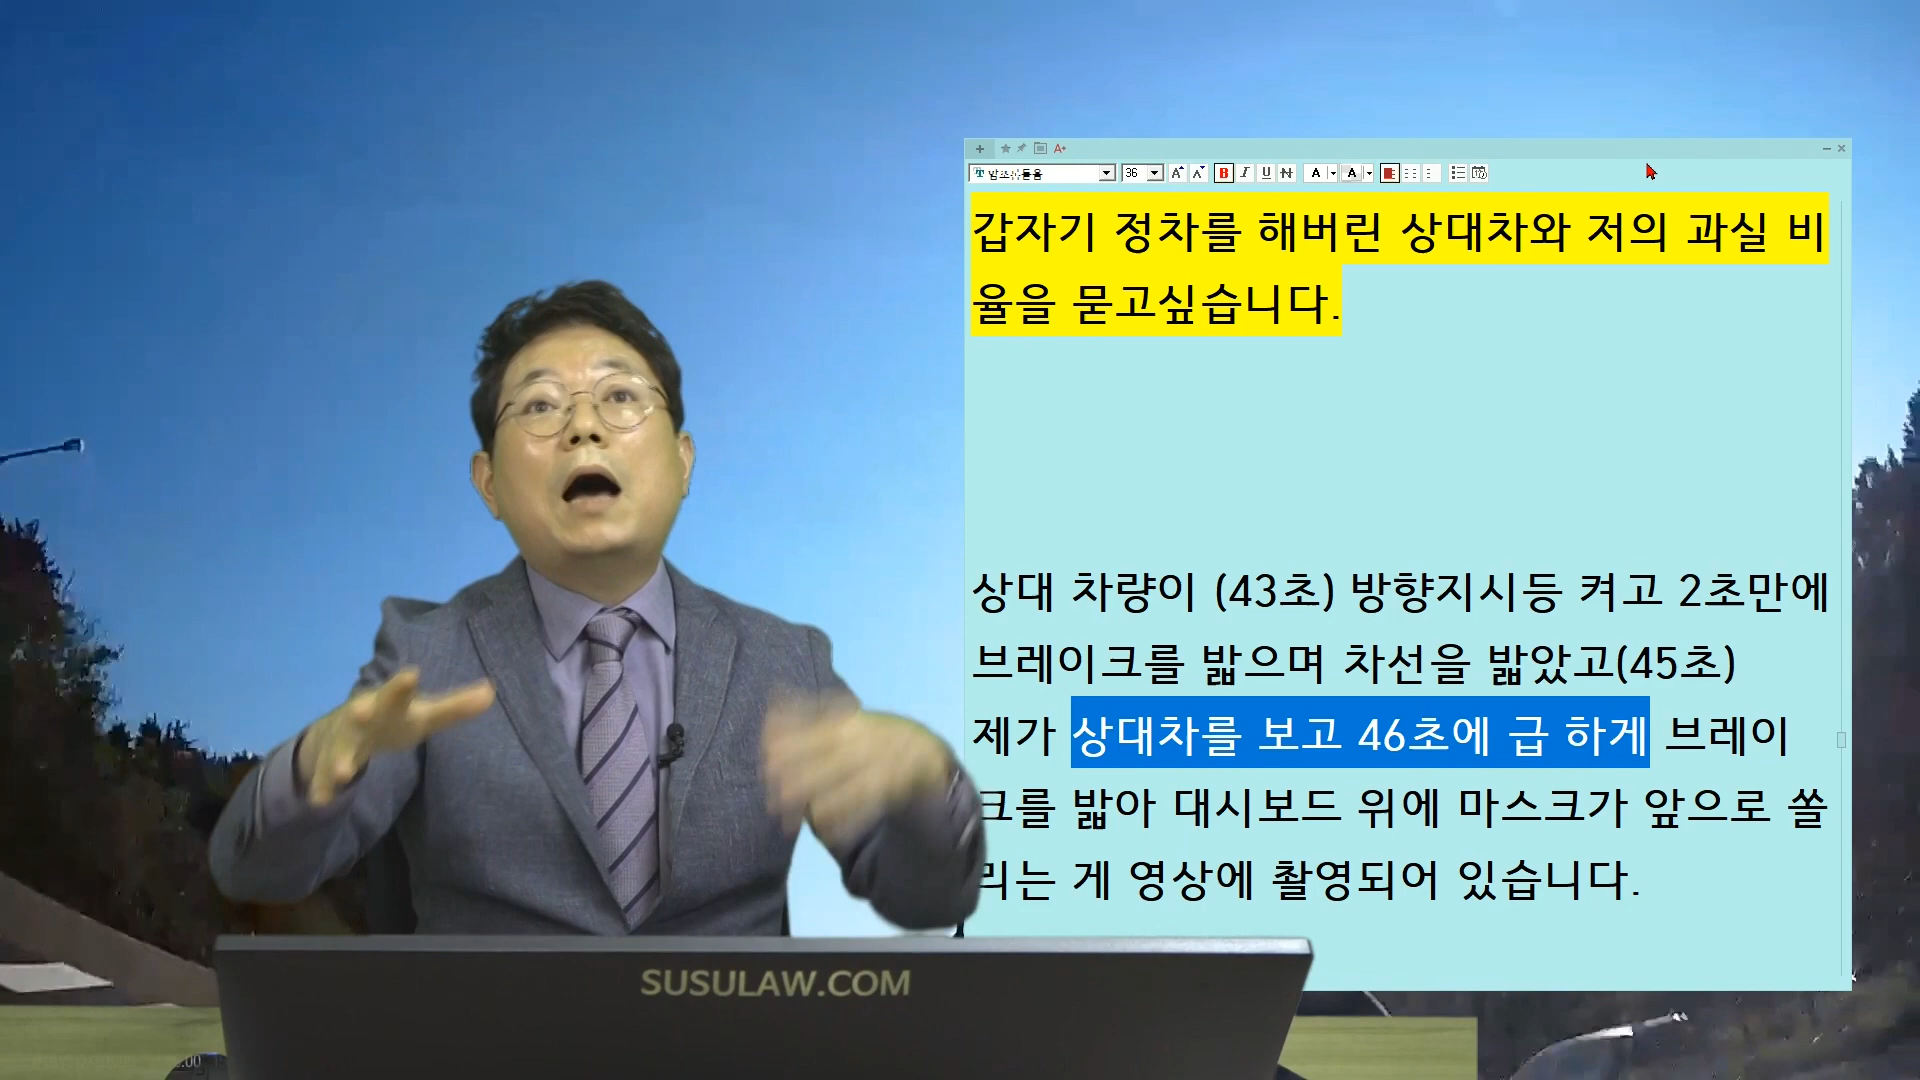 36
갑자기 정차를 해버린 상대차와 저의 과실 비
율을 묻고싶습니다.
상대 차량이 (43초) 방향지시등 켜고 2초만에
브레이크를 밟으며 차선을 밟았고(45초)
제가 상대차를 보고 46초에 급 하게 브레이
크를 밟아 대시보드 위에 마스크가 앞으로 쏠
리는 게 영상에 촬영되어 있습니다.
SUSULAW.COM